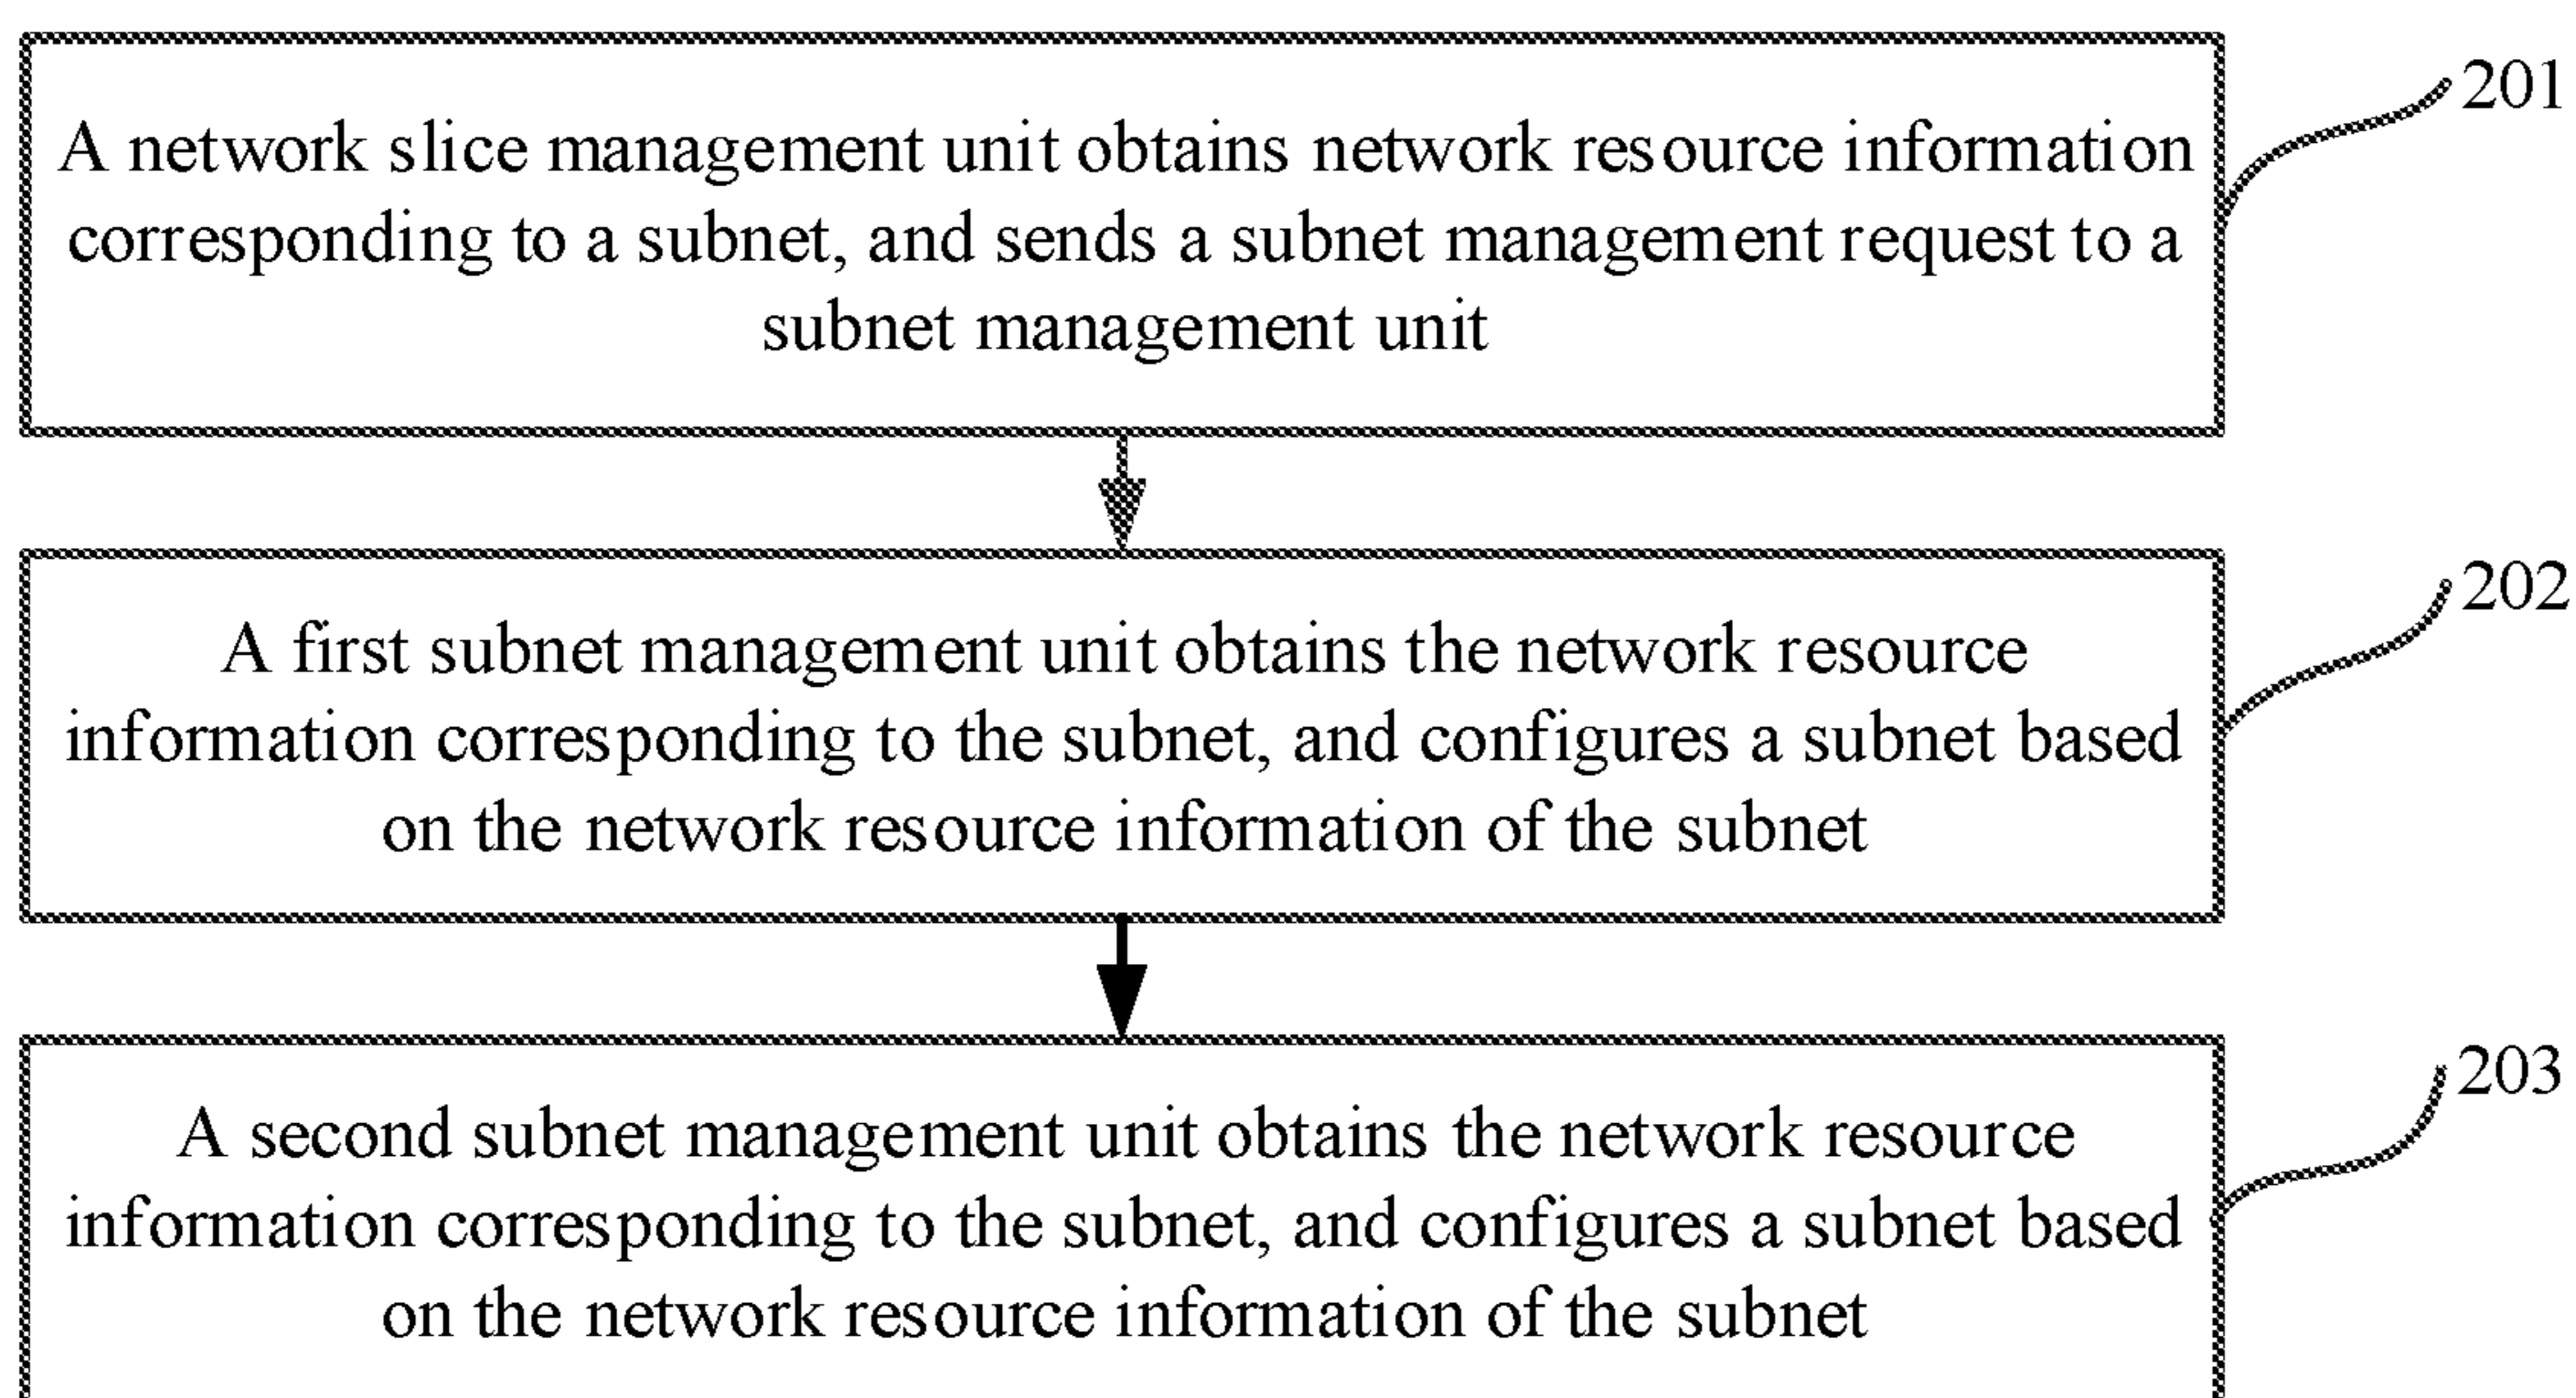 201
A network slice management unit obtains network resource information
corresponding to a subnet, and sends a subnet management request to a
subnet management unit
202
A first subnet management unit obtains the network resource
information corresponding to the subnet, and configures a subnet based
on the network resource information of the subnet
203
A second subnet management unit obtains the network resource
information corresponding to the subnet, and configures a subnet based
on the network resource information of the subnet